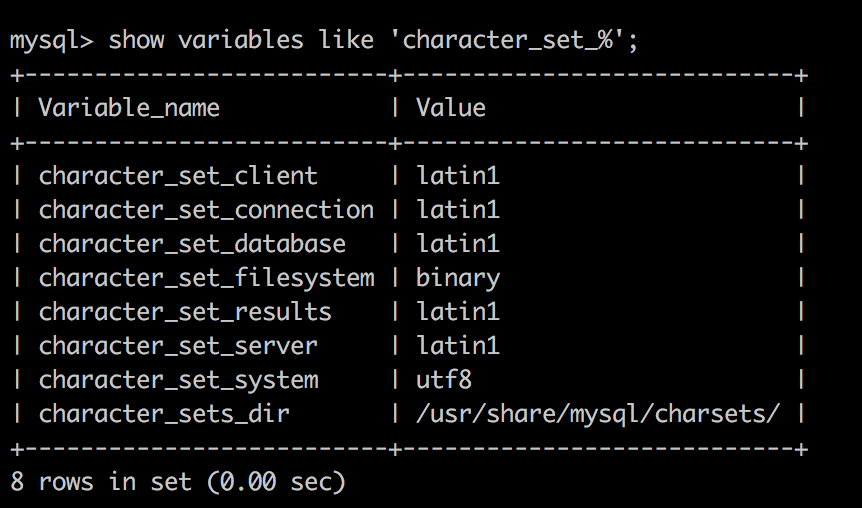 mysql> show variables like 'character_set_%';
+--------------------------+----------------------------+
| Variable_name            | Value                      |
+--------------------------+----------------------------+
| character_set_client     | latin1                     |
| character_set_connection | latin1                     |
| character_set_database   | latin1                     |
| character_set_filesystem | binary                     |
| character_set_results    | latin1                     |
| character_set_server     | latin1                     |
| character_set_system     | utf8                       |
| character_sets_dir       | /usr/share/mysql/charsets/ |
+--------------------------+----------------------------+
8 rows in set (0.00 sec)